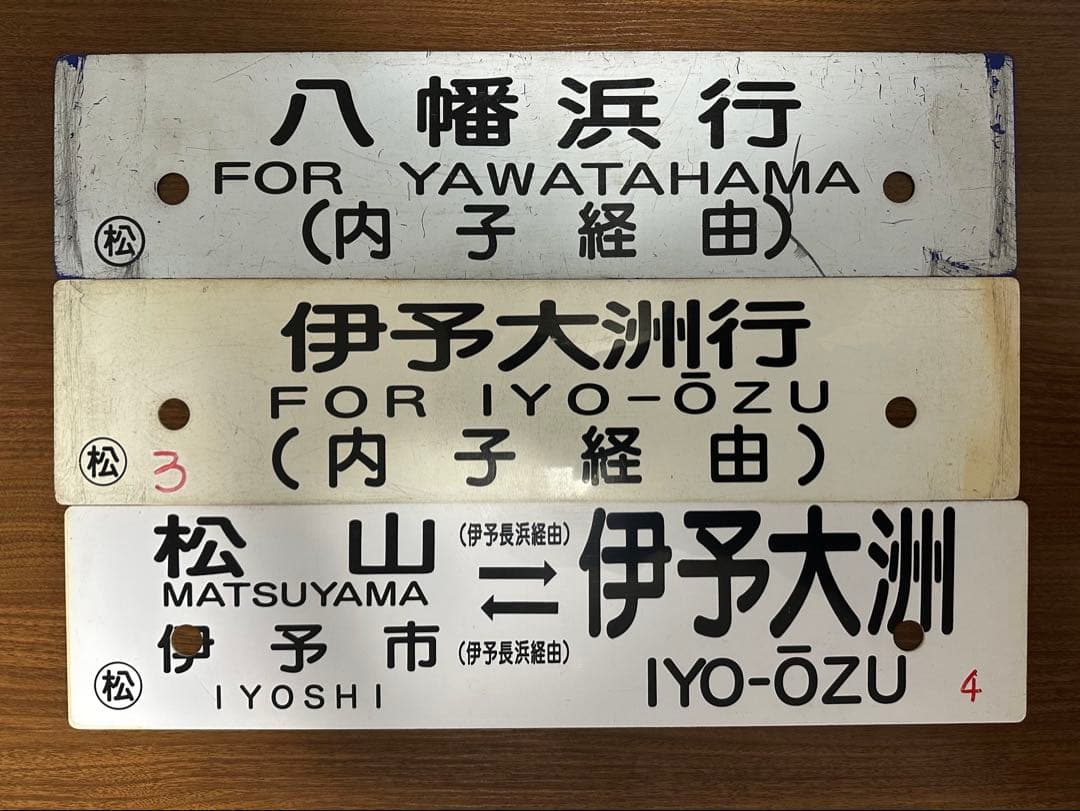 八幡浜行
FOR YAWATAHAMA
(内子経由)
松
伊予大洲行
FOR IYO-ŌZU
(内子経由)
松 3
松山 (伊予長浜経由) ⇄ 伊予大洲
MATSUYAMA
伊予市 (伊予長浜経由)
IYOSHI IYO-ŌZU
松 4